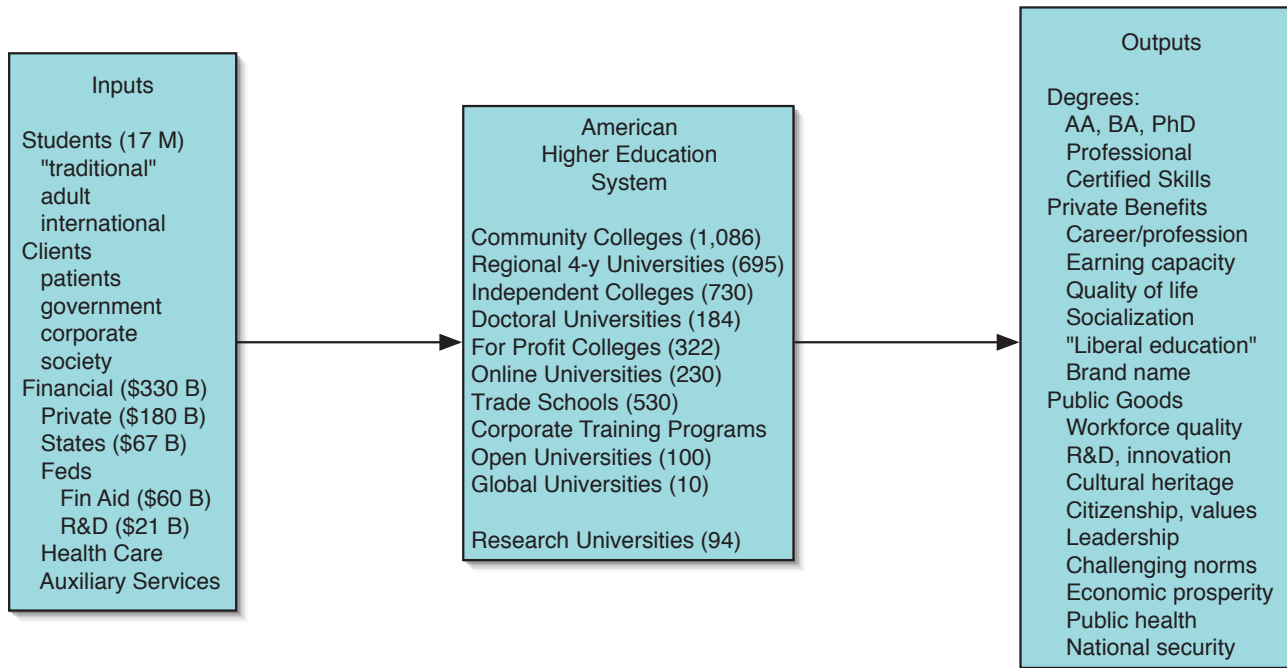 Inputs
Students (17 M)
"traditional"
adult
international
Clients
patients
government
corporate
society
Financial ($330 B)
Private ($180 B)
States ($67 B)
Feds
Fin Aid ($60 B)
R&D ($21 B)
Health Care
Auxiliary Services
American
Higher Education
System
Community Colleges (1,086)
Regional 4-y Universities (695)
Independent Colleges (730)
Doctoral Universities (184)
For Profit Colleges (322)
Online Universities (230)
Trade Schools (530)
Corporate Training Programs
Open Universities (100)
Global Universities (10)
Research Universities (94)
Outputs
Degrees:
AA, BA, PhD
Professional
Certified Skills
Private Benefits
Career/profession
Earning capacity
Quality of life
Socialization
"Liberal education"
Brand name
Public Goods
Workforce quality
R&D, innovation
Cultural heritage
Citizenship, values
Leadership
Challenging norms
Economic prosperity
Public health
National security